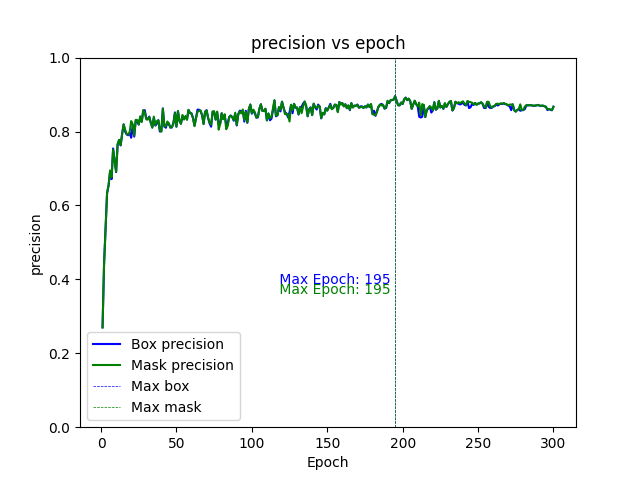 precision vs epoch
1.0
0.8
0.6
0.4
0.2
0.0
precision
Max Epoch: 195
Max Epoch: 195
Box precision
Mask precision
Max box
Max mask
0 50 100 150 200 250 300
Epoch